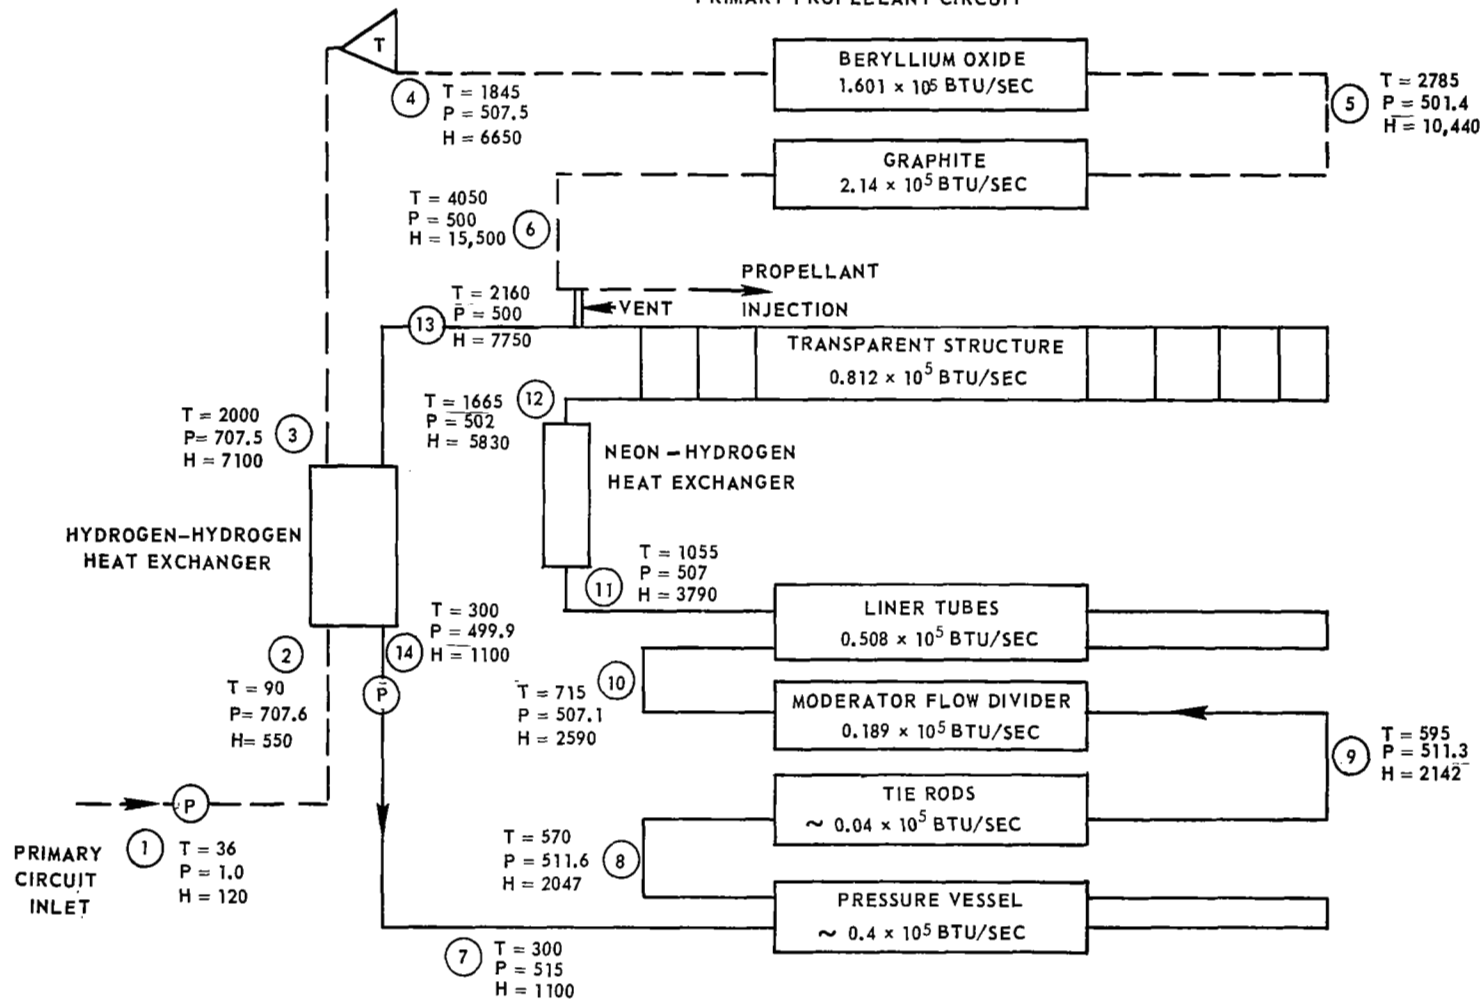 PRIMARY PROPELLANT CIRCUIT
T
BERYLLIUM OXIDE
1.601 × 10⁵ BTU/SEC
4
T = 1845
P = 507.5
H = 6650
5
T = 2785
P = 501.4
H = 10,440
GRAPHITE
2.14 × 10⁵ BTU/SEC
T = 4050
P = 500
H = 15,500
6
PROPELLANT
INJECTION
VENT
13
T = 2160
P = 500
H = 7750
TRANSPARENT STRUCTURE
0.812 × 10⁵ BTU/SEC
T = 1665
P = 502
H = 5830
12
T = 2000
P= 707.5
H = 7100
3
NEON – HYDROGEN
HEAT EXCHANGER
HYDROGEN–HYDROGEN
HEAT EXCHANGER
11
T = 1055
P = 507
H = 3790
LINER TUBES
0.508 × 10⁵ BTU/SEC
14
T = 300
P = 499.9
H = 1100
2
T = 90
P= 707.6
H= 550
P
10
T = 715
P = 507.1
H = 2590
MODERATOR FLOW DIVIDER
0.189 × 10⁵ BTU/SEC
9
T = 595
P = 511.3
H = 2142
TIE RODS
~ 0.04 × 10⁵ BTU/SEC
P
1
T = 36
P = 1.0
H = 120
PRIMARY
CIRCUIT
INLET
8
T = 570
P = 511.6
H = 2047
PRESSURE VESSEL
~ 0.4 × 10⁵ BTU/SEC
7
T = 300
P = 515
H = 1100